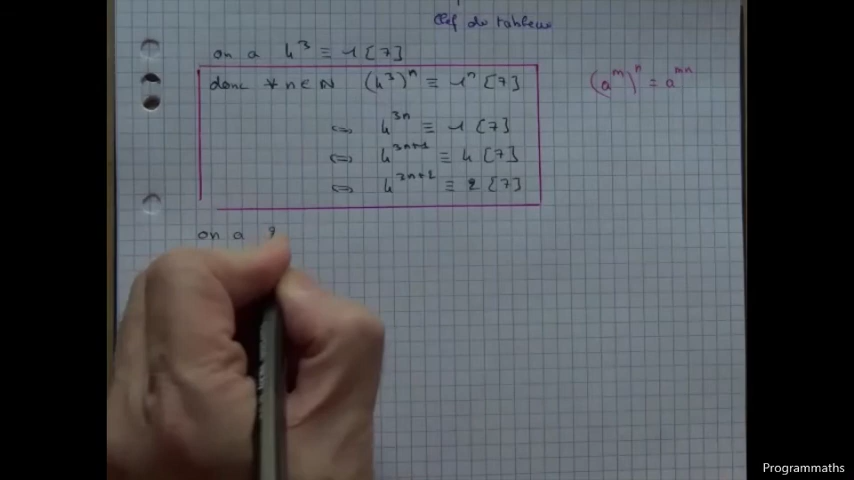 Clef du tableau
on a 4³ ≡ 1 [7]
donc ∀ n ∈ ℕ (4³)ⁿ ≡ 1ⁿ [7]
(aᵐ)ⁿ = aᵐⁿ
⇔ 4³ⁿ ≡ 1 [7]
⇔ 4³ⁿ⁺¹ ≡ 4 [7]
⇔ 4³ⁿ⁺² ≡ 2 [7]
on a
Programmaths